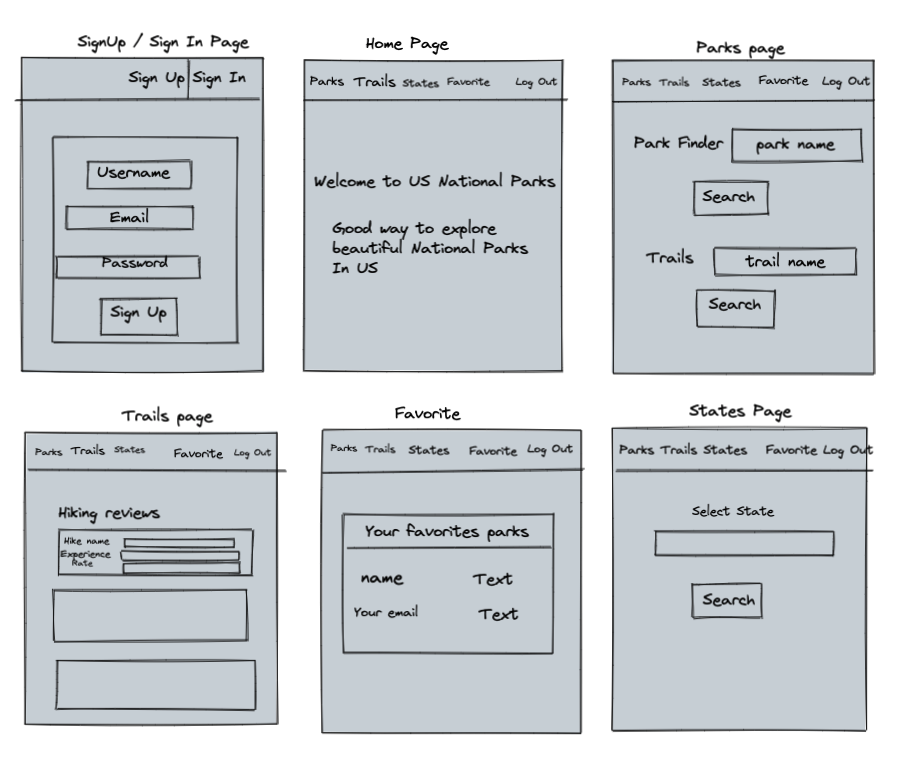 SignUp / Sign In Page
Sign Up Sign In
Username
Email
Password
Sign Up
Home Page
Parks Trails States Favorite Log Out
Welcome to US National Parks
Good way to explore
beautiful National Parks
In US
Parks page
Parks Trails States Favorite Log Out
Park Finder park name
Search
Trails trail name
Search
Trails page
Parks Trails States Favorite Log Out
Hiking reviews
Hike name
Experience
Rate
Favorite
Parks Trails States Favorite Log Out
Your favorites parks
name Text
Your email Text
States Page
Parks Trails States Favorite Log Out
Select State
Search